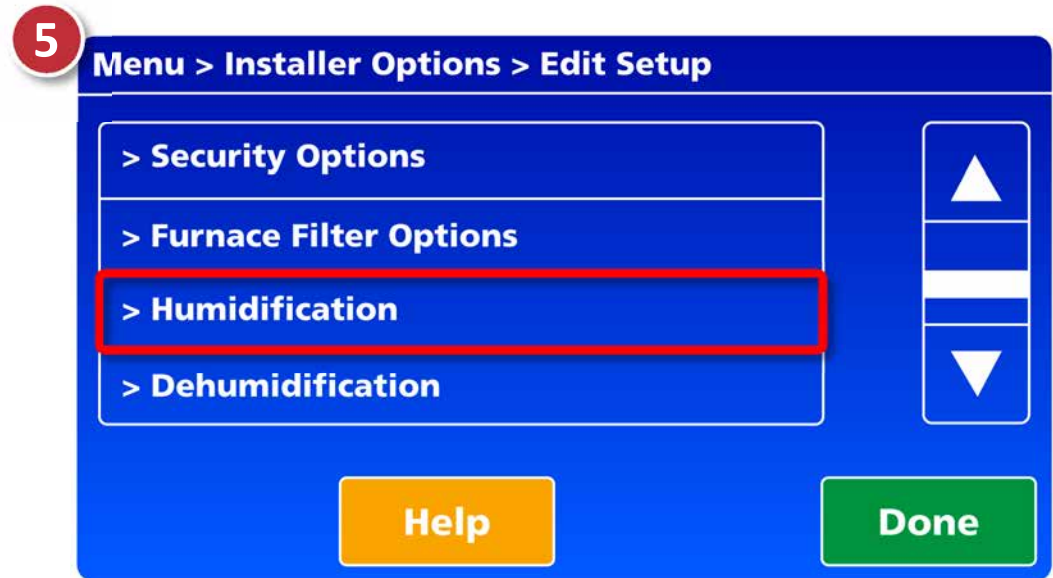 5
Menu > Installer Options > Edit Setup
> Security Options
> Furnace Filter Options
> Humidification
> Dehumidification
Help
Done